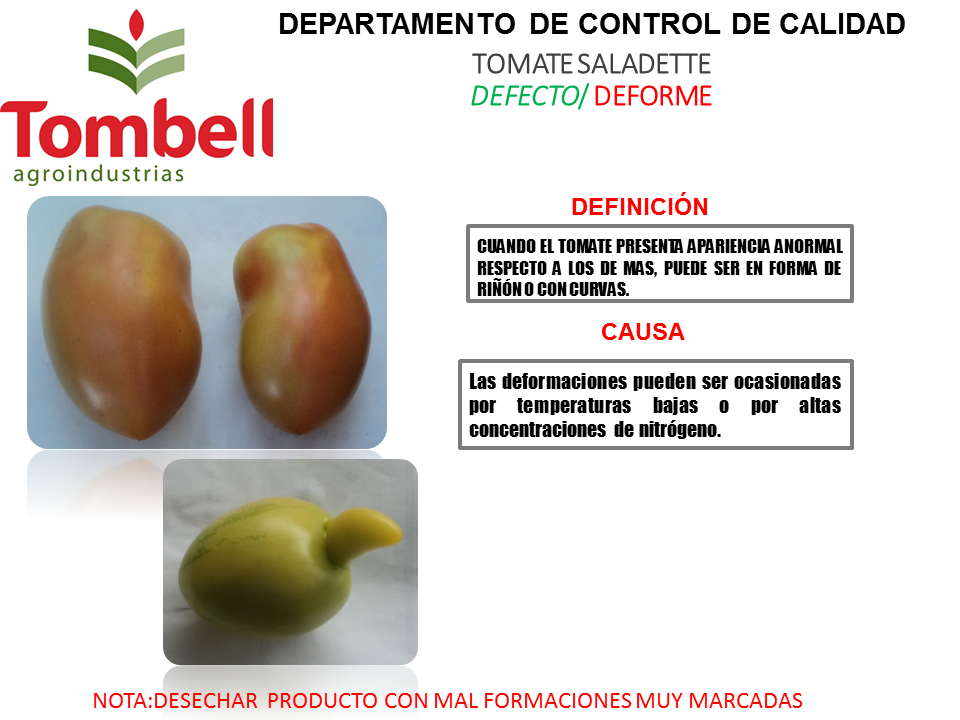 DEPARTAMENTO DE CONTROL DE CALIDAD
TOMATE SALADETTE
DEFECTO/ DEFORME
Tombell
agroindustrias
DEFINICIÓN
CUANDO EL TOMATE PRESENTA APARIENCIA ANORMAL
RESPECTO A LOS DE MAS, PUEDE SER EN FORMA DE
RIÑÓN O CON CURVAS.
CAUSA
Las deformaciones pueden ser ocasionadas
por temperaturas bajas o por altas
concentraciones de nitrógeno.
NOTA:DESECHAR PRODUCTO CON MAL FORMACIONES MUY MARCADAS